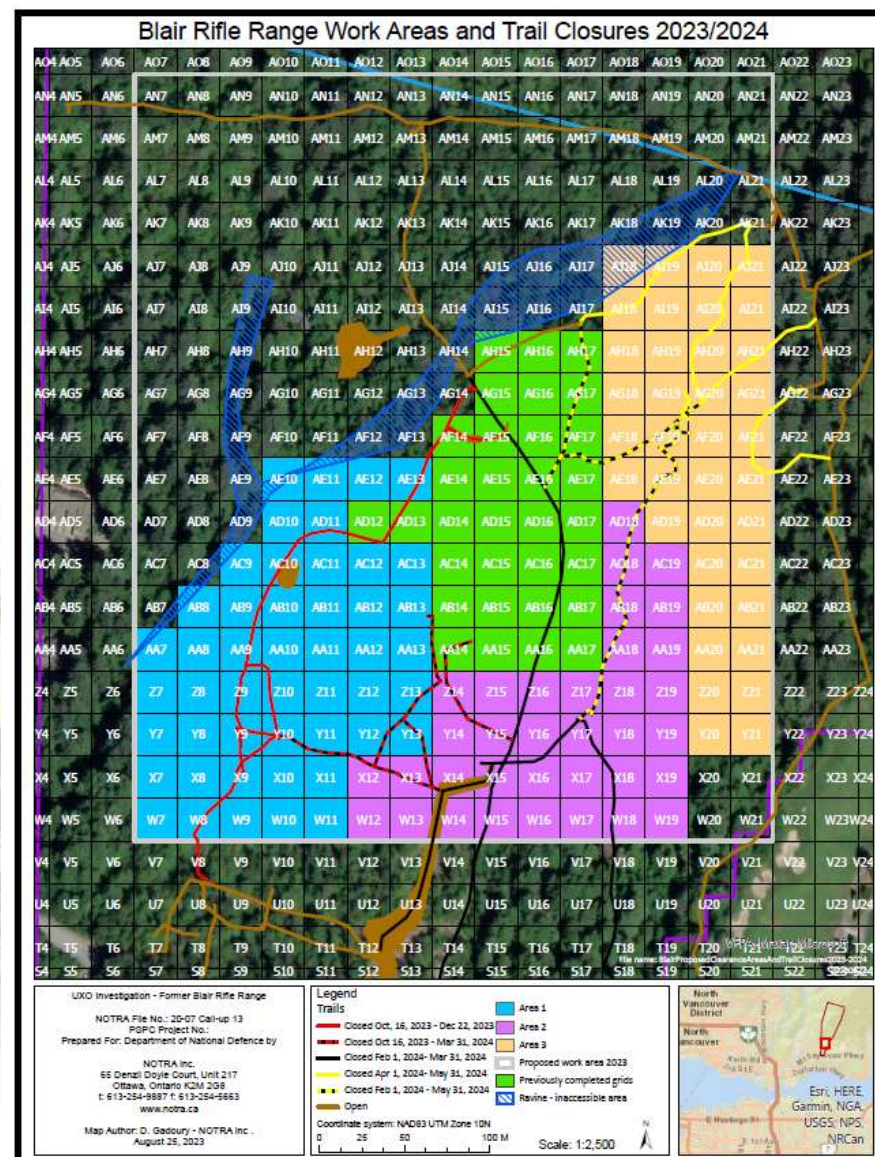 Blair Rifle Range Work Areas and Trail Closures 2023/2024
AO4 AO5 AO6 AO7 AO8 AO9 AO10 AO11 AO12 AO13 AO14 AO15 AO16 AO17 AO18 AO19 AO20 AO21 AO22 AO23
AN4 AN5 AN6 AN7 AN8 AN9 AN10 AN11 AN12 AN13 AN14 AN15 AN16 AN17 AN18 AN19 AN20 AN21 AN22 AN23
AM4 AM5 AM6 AM7 AM8 AM9 AM10 AM11 AM12 AM13 AM14 AM15 AM16 AM17 AM18 AM19 AM20 AM21 AM22 AM23
AL4 AL5 AL6 AL7 AL8 AL9 AL10 AL11 AL12 AL13 AL14 AL15 AL16 AL17 AL18 AL19 AL20 AL21 AL22 AL23
AK4 AK5 AK6 AK7 AK8 AK9 AK10 AK11 AK12 AK13 AK14 AK15 AK16 AK17 AK18 AK19 AK20 AK21 AK22 AK23
AJ4 AJ5 AJ6 AJ7 AJ8 AJ9 AJ10 AJ11 AJ12 AJ13 AJ14 AJ15 AJ16 AJ17 AJ18 AJ19 AJ20 AJ21 AJ22 AJ23
AI4 AI5 AI6 AI7 AI8 AI9 AI10 AI11 AI12 AI13 AI14 AI15 AI16 AI17 AI18 AI19 AI20 AI21 AI22 AI23
AH4 AH5 AH6 AH7 AH8 AH9 AH10 AH11 AH12 AH13 AH14 AH15 AH16 AH17 AH18 AH19 AH20 AH21 AH22 AH23
AG4 AG5 AG6 AG7 AG8 AG9 AG10 AG11 AG12 AG13 AG14 AG15 AG16 AG17 AG18 AG19 AG20 AG21 AG22 AG23
AF4 AF5 AF6 AF7 AF8 AF9 AF10 AF11 AF12 AF13 AF14 AF15 AF16 AF17 AF18 AF19 AF20 AF21 AF22 AF23
AE4 AE5 AE6 AE7 AE8 AE9 AE10 AE11 AE12 AE13 AE14 AE15 AE16 AE17 AE18 AE19 AE20 AE21 AE22 AE23
AD4 AD5 AD6 AD7 AD8 AD9 AD10 AD11 AD12 AD13 AD14 AD15 AD16 AD17 AD18 AD19 AD20 AD21 AD22 AD23
AC4 AC5 AC6 AC7 AC8 AC9 AC10 AC11 AC12 AC13 AC14 AC15 AC16 AC17 AC18 AC19 AC20 AC21 AC22 AC23
AB4 AB5 AB6 AB7 AB8 AB9 AB10 AB11 AB12 AB13 AB14 AB15 AB16 AB17 AB18 AB19 AB20 AB21 AB22 AB23
AA4 AA5 AA6 AA7 AA8 AA9 AA10 AA11 AA12 AA13 AA14 AA15 AA16 AA17 AA18 AA19 AA20 AA21 AA22 AA23
Z4 Z5 Z6 Z7 Z8 Z9 Z10 Z11 Z12 Z13 Z14 Z15 Z16 Z17 Z18 Z19 Z20 Z21 Z22 Z23 Z24
Y4 Y5 Y6 Y7 Y8 Y9 Y10 Y11 Y12 Y13 Y14 Y15 Y16 Y17 Y18 Y19 Y20 Y21 Y22 Y23 Y24
X4 X5 X6 X7 X8 X9 X10 X11 X12 X13 X14 X15 X16 X17 X18 X19 X20 X21 X22 X23 X24
W4 W5 W6 W7 W8 W9 W10 W11 W12 W13 W14 W15 W16 W17 W18 W19 W20 W21 W22 W23 W24
V4 V5 V6 V7 V8 V9 V10 V11 V12 V13 V14 V15 V16 V17 V18 V19 V20 V21 V22 V23 V24
U4 U5 U6 U7 U8 U9 U10 U11 U12 U13 U14 U15 U16 U17 U18 U19 U20 U21 U22 U23 U24
T4 T5 T6 T7 T8 T9 T10 T11 T12 T13 T14 T15 T16 T17 T18 T19 T20 T21 T22 T23 T24
S4 S5 S6 S7 S8 S9 S10 S11 S12 S13 S14 S15 S16 S17 S18 S19 S20 S21 S22
UXO Investigation - Former Blair Rifle Range
NOTRA File No.: 20-07 Call-up 13
PSPC Project No.:
Prepared For: Department of National Defence by
NOTRA Inc.
55 Denzil Doyle Court, Unit 217
Ottawa, Ontario K2M 2G8
t: 613-254-9887 f: 613-254-5663
www.notra.ca
Map Author: D. Gadoury - NOTRA Inc .
August 25, 2023
Legend
Trails
Closed Oct, 16, 2023 - Dec 22, 2023
Closed Oct 16, 2023 - Mar 31, 2024
Closed Feb 1, 2024- Mar 31, 2024
Closed Apr 1, 2024- May 31, 2024
Closed Feb 1, 2024 - May 31, 2024
Open
Area 1
Area 2
Area 3
Proposed work area 2023
Previously completed grids
Ravine - inaccessible area
Coordinate system: NAD83 UTM Zone 10N
0 25 50 100 M
Scale: 1:2,500
N
North
Vancouver
District
North
Vancouver
Esri, HERE,
Garmin, NGA,
USGS, NPS,
NRCan